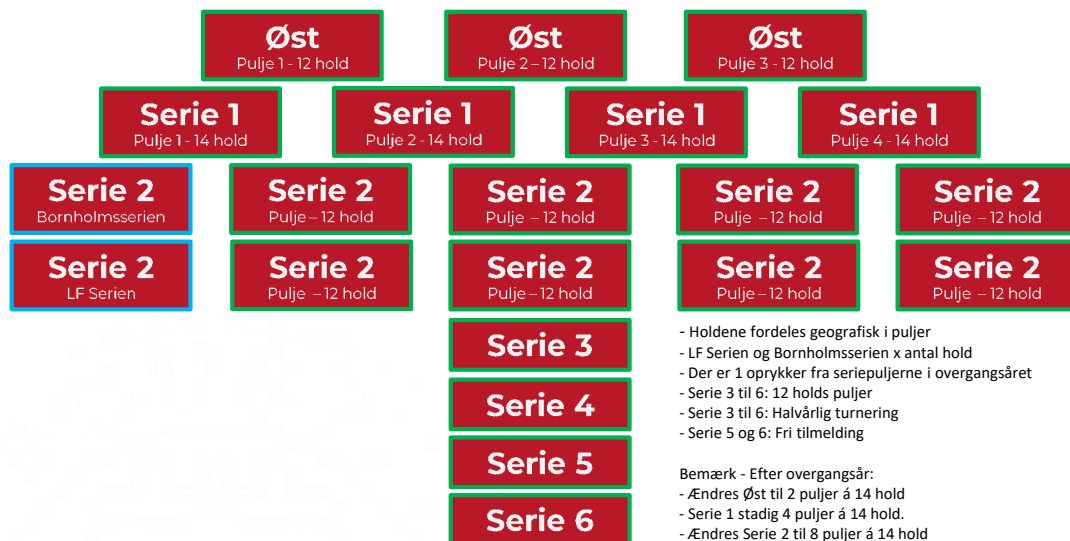 Øst
Pulje 1 - 12 hold
Øst
Pulje 2 – 12 hold
Øst
Pulje 3 - 12 hold
Serie 1
Pulje 1 - 14 hold
Serie 1
Pulje 2 - 14 hold
Serie 1
Pulje 3 - 14 hold
Serie 1
Pulje 4 - 14 hold
Serie 2
Bornholmsserien
Serie 2
Pulje – 12 hold
Serie 2
Pulje – 12 hold
Serie 2
Pulje – 12 hold
Serie 2
Pulje – 12 hold
Serie 2
LF Serien
Serie 2
Pulje – 12 hold
Serie 2
Pulje – 12 hold
Serie 2
Pulje – 12 hold
Serie 2
Pulje – 12 hold
Serie 3
Serie 4
Serie 5
Serie 6
- Holdene fordeles geografisk i puljer
- LF Serien og Bornholmsserien x antal hold
- Der er 1 oprykker fra seriepuljerne i overgangsåret
- Serie 3 til 6: 12 holds puljer
- Serie 3 til 6: Halvårlig turnering
- Serie 5 og 6: Fri tilmelding
Bemærk - Efter overgangsår:
- Ændres Øst til 2 puljer á 14 hold
- Serie 1 stadig 4 puljer á 14 hold.
- Ændres Serie 2 til 8 puljer á 14 hold